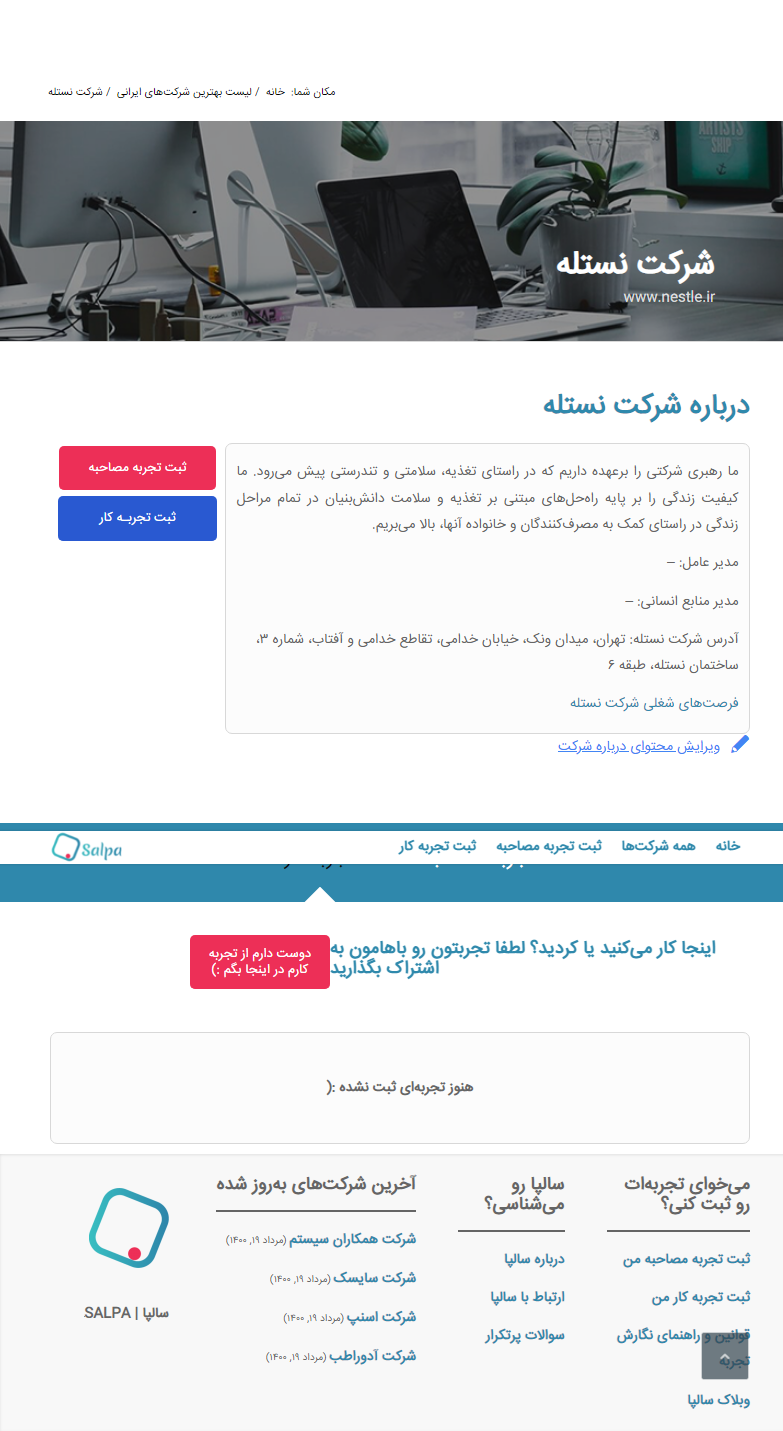 مکان شما: خانه / لیست بهترین شرکت‌های ایرانی / شرکت نستله
ARTISTS
SHIP
شرکت نستله
www.nestle.ir
درباره شرکت نستله
ما رهبری شرکتی را برعهده داریم که در راستای تغذیه، سلامتی و تندرستی پیش می‌رود. ما
کیفیت زندگی را بر پایه راه‌حل‌های مبتنی بر تغذیه و سلامت دانش‌بنیان در تمام مراحل
زندگی در راستای کمک به مصرف‌کنندگان و خانواده آنها، بالا می‌بریم.
مدیر عامل: –
مدیر منابع انسانی: –
آدرس شرکت نستله: تهران، میدان ونک، خیابان خدامی، تقاطع خدامی و آفتاب، شماره ۳،
ساختمان نستله، طبقه ۶
فرصت‌های شغلی شرکت نستله
ثبت تجربه مصاحبه
ثبت تجربـه کار
ویرایش محتوای درباره شرکت
خانه
همه شرکت‌ها
ثبت تجربه مصاحبه
ثبت تجربه کار
Salpa
اینجا کار می‌کنید یا کردید؟ لطفا تجربتون رو باهامون به
اشتراک بگذارید
دوست دارم از تجربه
کارم در اینجا بگم :)
هنوز تجربه‌ای ثبت نشده :(
می‌خوای تجربه‌ات
رو ثبت کنی؟
ثبت تجربه مصاحبه من
ثبت تجربه کار من
قوانین و راهنمای نگارش
تجربه
وبلاک سالپا
سالپا رو
می‌شناسی؟
درباره سالپا
ارتباط با سالپا
سوالات پرتکرار
آخرین شرکت‌های به‌روز شده
شرکت همکاران سیستم (مرداد ۱۹, ۱۴۰۰)
شرکت سایسک (مرداد ۱۹, ۱۴۰۰)
شرکت اسنپ (مرداد ۱۹, ۱۴۰۰)
شرکت آدوراطب (مرداد ۱۹, ۱۴۰۰)
سالپا | SALPA